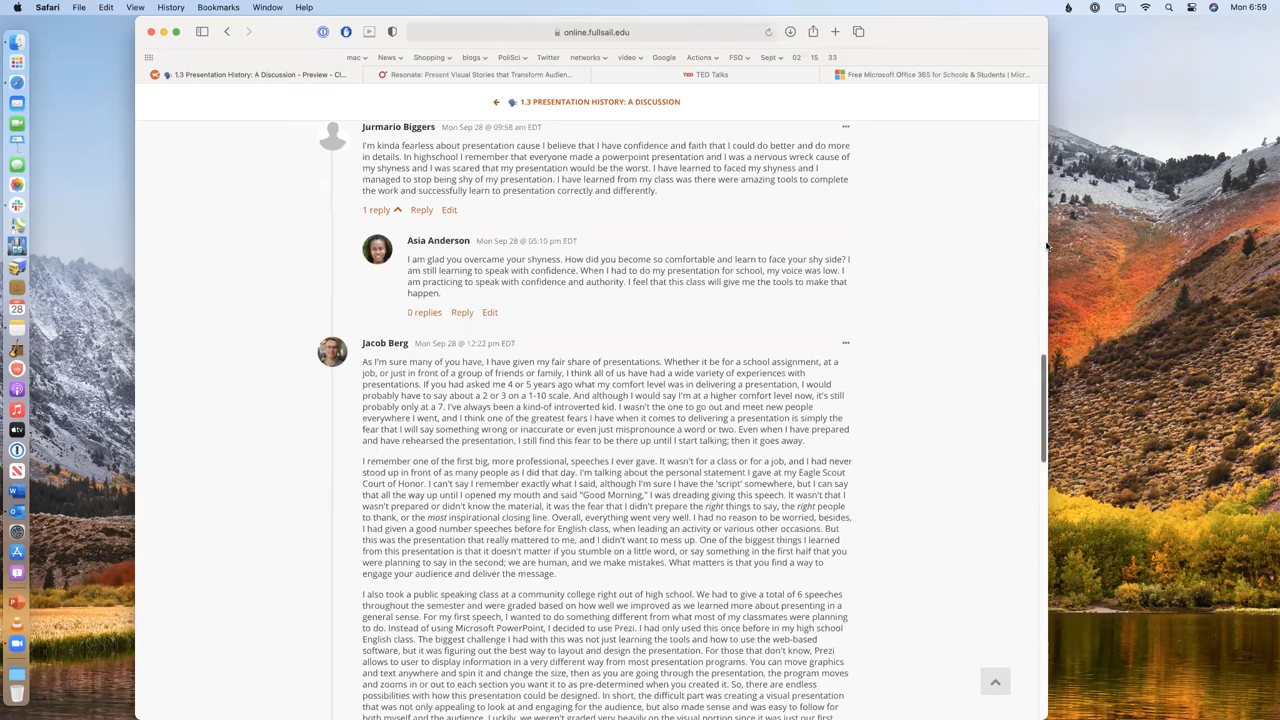 Safari File Edit View History Bookmarks Window Help
Mon 6:59
online.fullsail.edu
mac News Shopping blogs PoliSci Twitter networks video Google Actions FSO Sept 02 15 33
1.3 Presentation History: A Discussion - Preview - Cl...
Resonate: Present Visual Stories that Transform Audien...
TED TED Talks
Free Microsoft Office 365 for Schools & Students | Micr...
1.3 PRESENTATION HISTORY: A DISCUSSION
Jurmario Biggers Mon Sep 28 @ 09:58 am EDT
I'm kinda fearless about presentation cause I believe that I have confidence and faith that I could do better and do more
in details. In highschool I remember that everyone made a powerpoint presentation and I was a nervous wreck cause of
my shyness and I was scared that my presentation would be the worst. I have learned to faced my shyness and I
managed to stop being shy of my presentation. I have learned from my class was there were amazing tools to complete
the work and successfully learn to presentation correctly and differently.
1 reply Reply Edit
Asia Anderson Mon Sep 28 @ 05:10 pm EDT
I am glad you overcame your shyness. How did you become so comfortable and learn to face your shy side? I
am still learning to speak with confidence. When I had to do my presentation for school, my voice was low. I
am practicing to speak with confidence and authority. I feel that this class will give me the tools to make that
happen.
0 replies Reply Edit
Jacob Berg Mon Sep 28 @ 12:22 pm EDT
As I'm sure many of you have, I have given my fair share of presentations. Whether it be for a school assignment, at a
job, or just in front of a group of friends or family, I think all of us have had a wide variety of experiences with
presentations. If you had asked me 4 or 5 years ago what my comfort level was in delivering a presentation, I would
probably have to say about a 2 or 3 on a 1-10 scale. And although I would say I'm at a higher comfort level now, it's still
probably only at a 7. I've always been a kind-of introverted kid. I wasn't the one to go out and meet new people
everywhere I went, and I think one of the greatest fears I have when it comes to delivering a presentation is simply the
fear that I will say something wrong or inaccurate or even just mispronounce a word or two. Even when I have prepared
and have rehearsed the presentation, I still find this fear to be there up until I start talking; then it goes away.
I remember one of the first big, more professional, speeches I ever gave. It wasn't for a class or for a job, and I had never
stood up in front of as many people as I did that day. I'm talking about the personal statement I gave at my Eagle Scout
Court of Honor. I can't say I remember exactly what I said, although I'm sure I have the 'script' somewhere, but I can say
that all the way up until I opened my mouth and said "Good Morning," I was dreading giving this speech. It wasn't that I
wasn't prepared or didn't know the material, it was the fear that I didn't prepare the right things to say, the right people
to thank, or the most inspirational closing line. Overall, everything went very well. I had no reason to be worried, besides,
I had given a good number speeches before for English class, when leading an activity or various other occasions. But
this was the presentation that really mattered to me, and I didn't want to mess up. One of the biggest things I learned
from this presentation is that it doesn't matter if you stumble on a little word, or say something in the first half that you
were planning to say in the second; we are human, and we make mistakes. What matters is that you find a way to
engage your audience and deliver the message.
I also took a public speaking class at a community college right out of high school. We had to give a total of 6 speeches
throughout the semester and were graded based on how well we improved as we learned more about presenting in a
general sense. For my first speech, I wanted to do something different from what most of my classmates were planning
to do. Instead of using Microsoft PowerPoint, I decided to use Prezi. I had only used this once before in my high school
English class. The biggest challenge I had with this was not just learning the tools and how to use the web-based
software, but it was figuring out the best way to layout and design the presentation. For those that don't know, Prezi
allows to user to display information in a very different way from most presentation programs. You can move graphics
and text anywhere and spin it and change the size, then as you are going through the presentation, the program moves
and zooms in or out to each section you want it to as pre-determined when you created it. So, there are endless
possibilities with how this presentation could be designed. In short, the difficult part was creating a visual presentation
that was not only appealing to look at and engaging for the audience, but also made sense and was easy to follow for
both myself and the audience. Luckily, we weren't graded very heavily on the visual portion since it was just our first